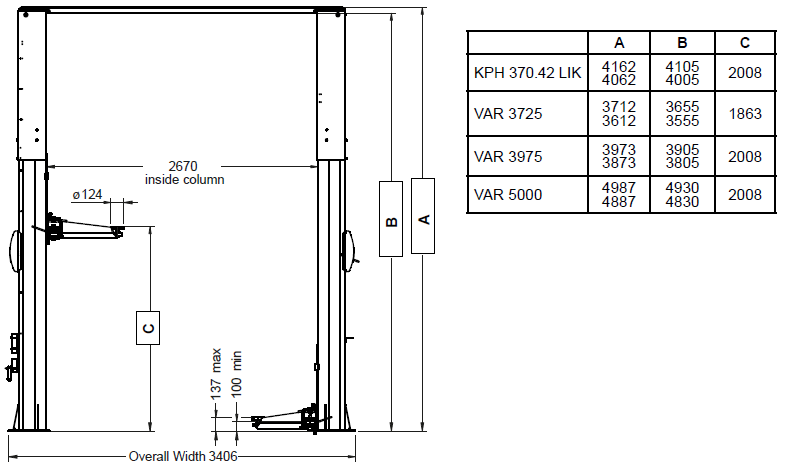 A B C
KPH 370.42 LIK 4162 4105 2008
4062 4005
VAR 3725 3712 3655 1863
3612 3555
VAR 3975 3973 3905 2008
3873 3805
VAR 5000 4987 4930 2008
4887 4830
2670
inside column
ø124
B
A
C
137 max
100 min
Overall Width 3406